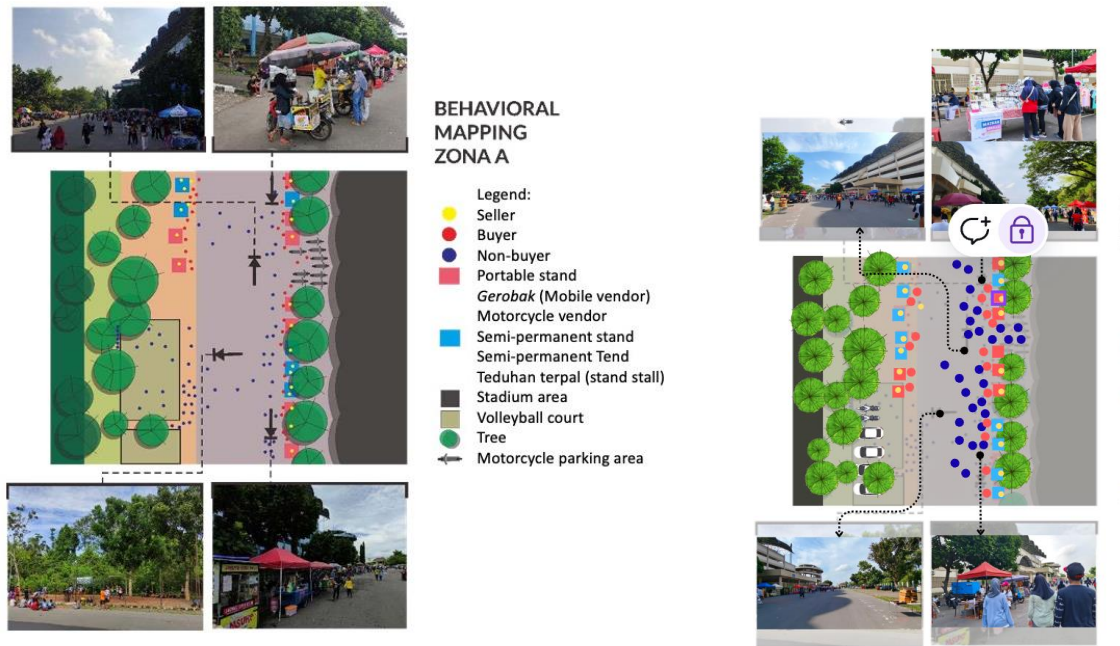 BEHAVIORAL
MAPPING
ZONA A
Legend:
Seller
Buyer
Non-buyer
Portable stand
Gerobak (Mobile vendor)
Motorcycle vendor
Semi-permanent stand
Semi-permanent Tend
Teduhan terpal (stand stall)
Stadium area
Volleyball court
Tree
Motorcycle parking area